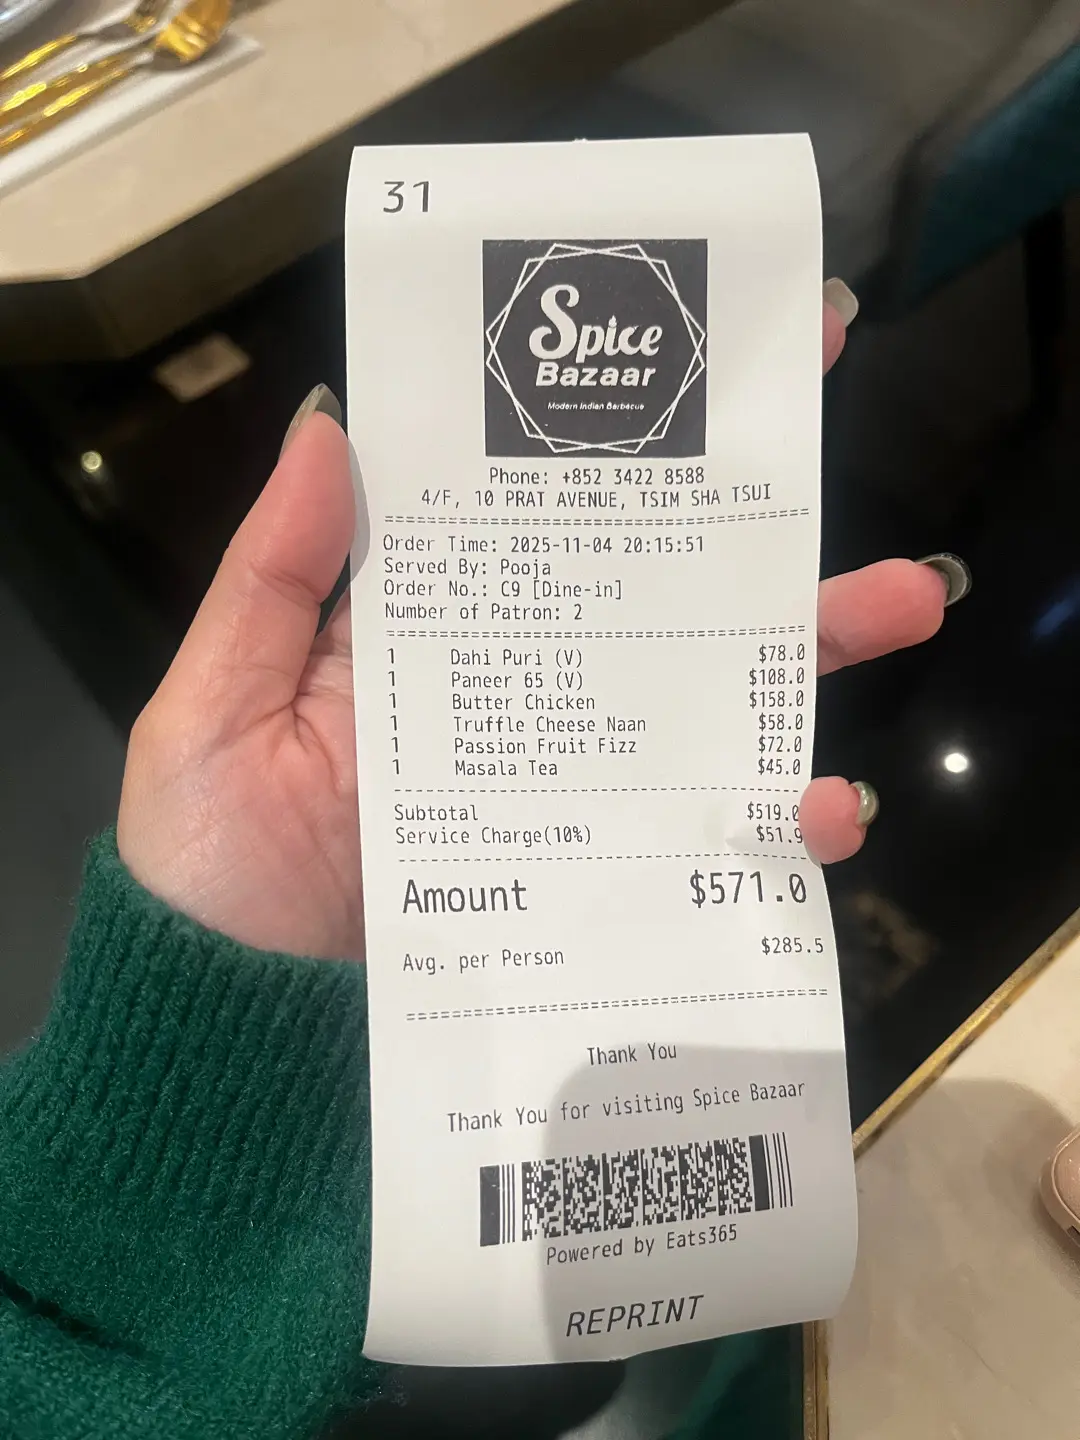 31
Spice
Bazaar
Modern Indian Barbecue
Phone: +852 3422 8588
4/F, 10 PRAT AVENUE, TSIM SHA TSUI
Order Time: 2025-11-04 20:15:51
Served By: Pooja
Order No.: C9 [Dine-in]
Number of Patron: 2
1 Dahi Puri (V) $78.0
1 Paneer 65 (V) $108.0
1 Butter Chicken $158.0
1 Truffle Cheese Naan $58.0
1 Passion Fruit Fizz $72.0
1 Masala Tea $45.0
Subtotal $519.0
Service Charge(10%) $51.9
Amount $571.0
Avg. per Person $285.5
Thank You
Thank You for visiting Spice Bazaar
Powered by Eats365
REPRINT